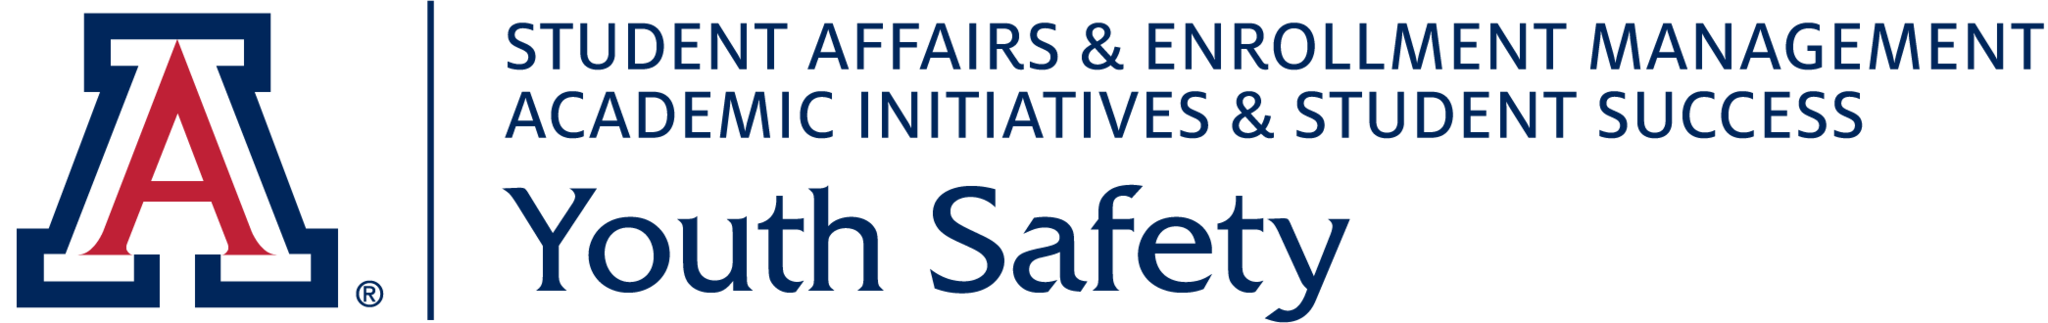 A ®
STUDENT AFFAIRS & ENROLLMENT MANAGEMENT
ACADEMIC INITIATIVES & STUDENT SUCCESS
Youth Safety